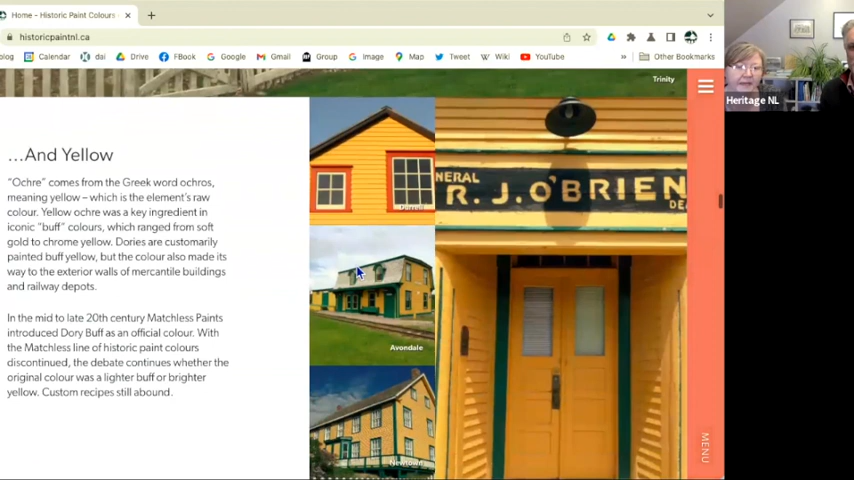 Home – Historic Paint Colours
historicpaintnl.ca
blog
Calendar
dai
Drive
FBook
Google
Gmail
Group
Image
Map
Tweet
Wix
YouTube
»
Other Bookmarks
Trinity
Heritage NL
…And Yellow
"Ochre" comes from the Greek word ochros,
meaning yellow – which is the element's raw
colour. Yellow ochre was a key ingredient in
iconic "buff" colours, which ranged from soft
gold to chrome yellow. Dories are customarily
painted buff yellow, but the colour also made its
way to the exterior walls of mercantile buildings
and railway depots.
In the mid to late 20th century Matchless Paints
introduced Dory Buff as an official colour. With
the Matchless line of historic paint colours
discontinued, the debate continues whether the
original colour was a lighter buff or brighter
yellow. Custom recipes still abound.
Avondale
Newtown
NERAL
R. J. O'BRIEN
DE
MENU